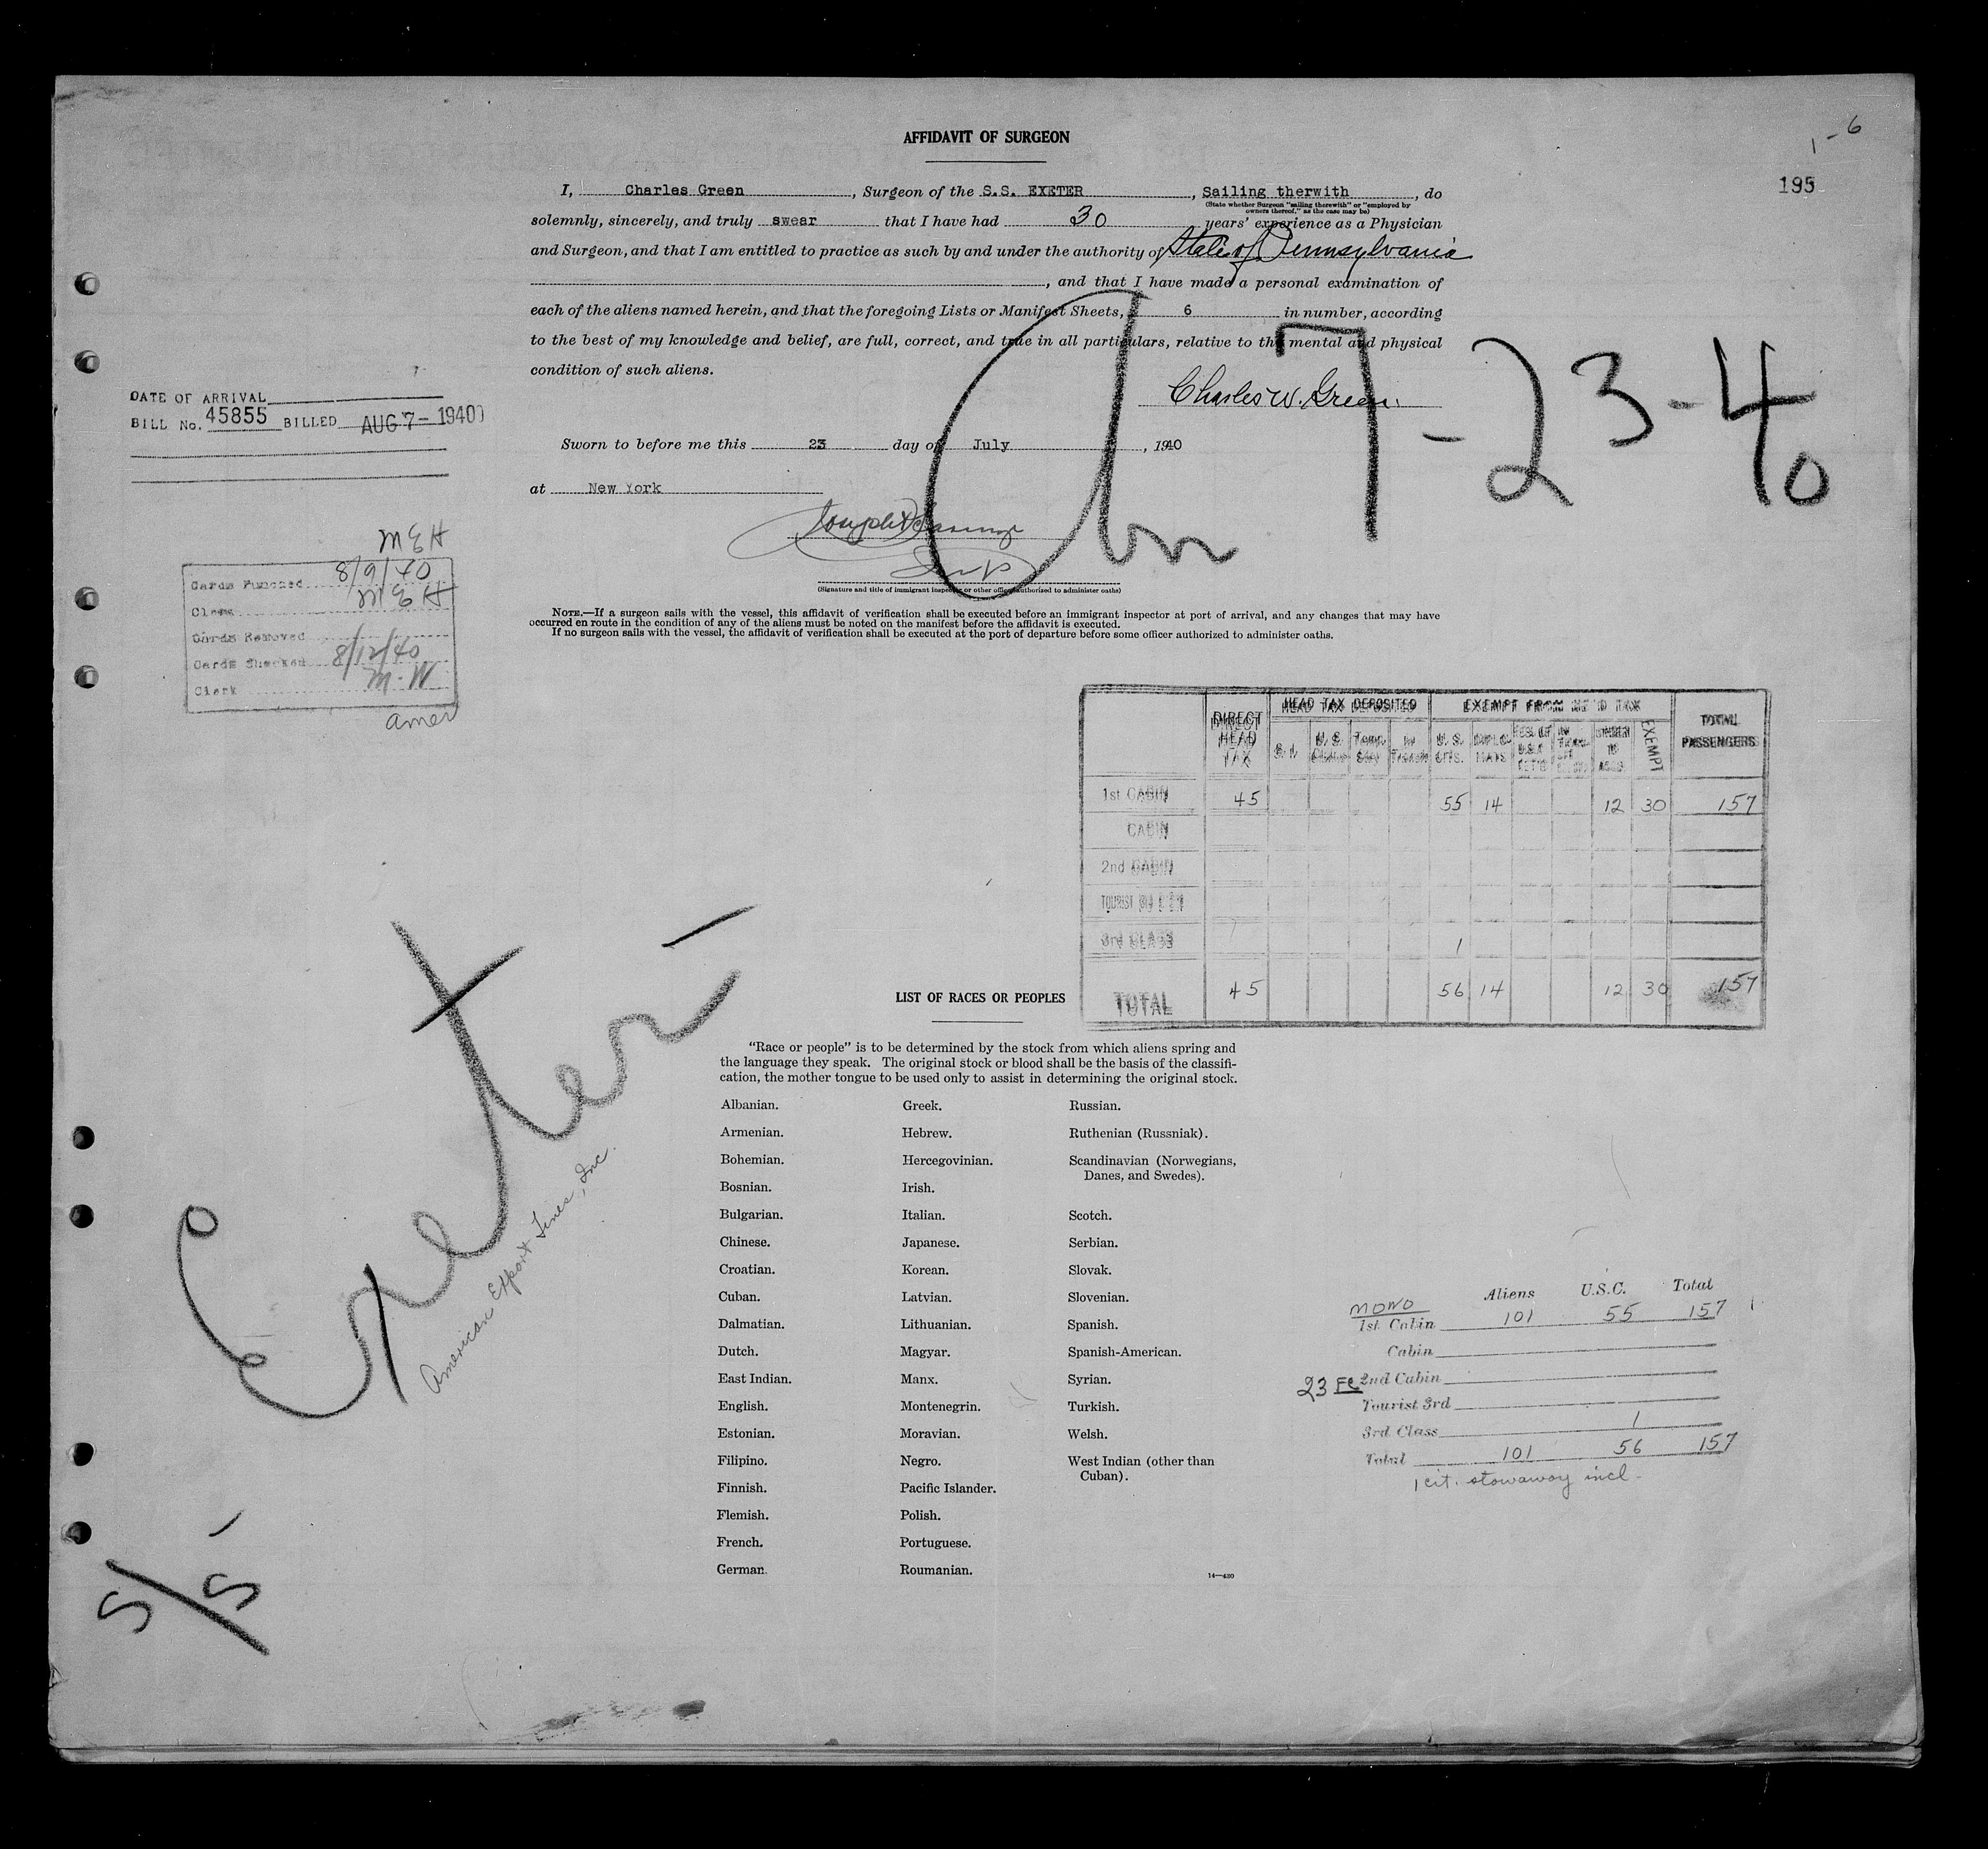 AFFIDAVIT OF SURGEON
1-6
195
I, Charles Green, Surgeon of the S.S. EXETER, Sailing therwith, do
(State whether Surgeon "sailing therewith" or "employed by
owners thereof," as the case may be)
solemnly, sincerely, and truly swear that I have had 30 years' experience as a Physician
and Surgeon, and that I am entitled to practice as such by and under the authority of State of Pennsylvania
, and that I have made a personal examination of
each of the aliens named herein, and that the foregoing Lists or Manifest Sheets, 6 in number, according
to the best of my knowledge and belief, are full, correct, and true in all particulars, relative to the mental and physical
condition of such aliens.
Charles W. Green.
7-23-40
DATE OF ARRIVAL
BILL No. 45855 BILLED AUG 7-1940
Sworn to before me this 23 day of July, 1940
at New York
(Signature and title of immigrant inspector or other officer authorized to administer oaths)
MEH
Cards Punched 8/9/40
Clerk MEH
Cards Removed
Cards Checked 8/12/40
Clerk M.W
amer
NOTE.—If a surgeon sails with the vessel, this affidavit of verification shall be executed before an immigrant inspector at port of arrival, and any changes that may have
occurred en route in the condition of any of the aliens must be noted on the manifest before the affidavit is executed.
If no surgeon sails with the vessel, the affidavit of verification shall be executed at the port of departure before some officer authorized to administer oaths.
DIRECT HEAD TAX HEAD TAX DEPOSITED EXEMPT FROM HEAD TAX TOTAL PASSENGERS
S.I. U.S. Temp. Stay In Transit U.S. CITS. DIPLO-MATS EXEMPT
1st CABIN 45 55 14 12 30 157
CABIN
2nd CABIN
TOURIST
3rd CLASS 1
TOTAL 45 56 14 12 30 157
S/S Exeter
American Export Lines, Inc.
LIST OF RACES OR PEOPLES
"Race or people" is to be determined by the stock from which aliens spring and
the language they speak. The original stock or blood shall be the basis of the classifi-
cation, the mother tongue to be used only to assist in determining the original stock.
Albanian.
Armenian.
Bohemian.
Bosnian.
Bulgarian.
Chinese.
Croatian.
Cuban.
Dalmatian.
Dutch.
East Indian.
English.
Estonian.
Filipino.
Finnish.
Flemish.
French.
German.
Greek.
Hebrew.
Hercegovinian.
Irish.
Italian.
Japanese.
Korean.
Latvian.
Lithuanian.
Magyar.
Manx.
Montenegrin.
Moravian.
Negro.
Pacific Islander.
Polish.
Portuguese.
Roumanian.
Russian.
Ruthenian (Russniak).
Scandinavian (Norwegians,
Danes, and Swedes).
Scotch.
Serbian.
Slovak.
Slovenian.
Spanish.
Spanish-American.
Syrian.
Turkish.
Welsh.
West Indian (other than
Cuban).
14—430
Aliens U.S.C. Total
MONO
1st Cabin 101 55 157
Cabin
23 FC 2nd Cabin
Tourist 3rd
3rd Class 1
Total 101 56 157
1 cit. stowaway incl.